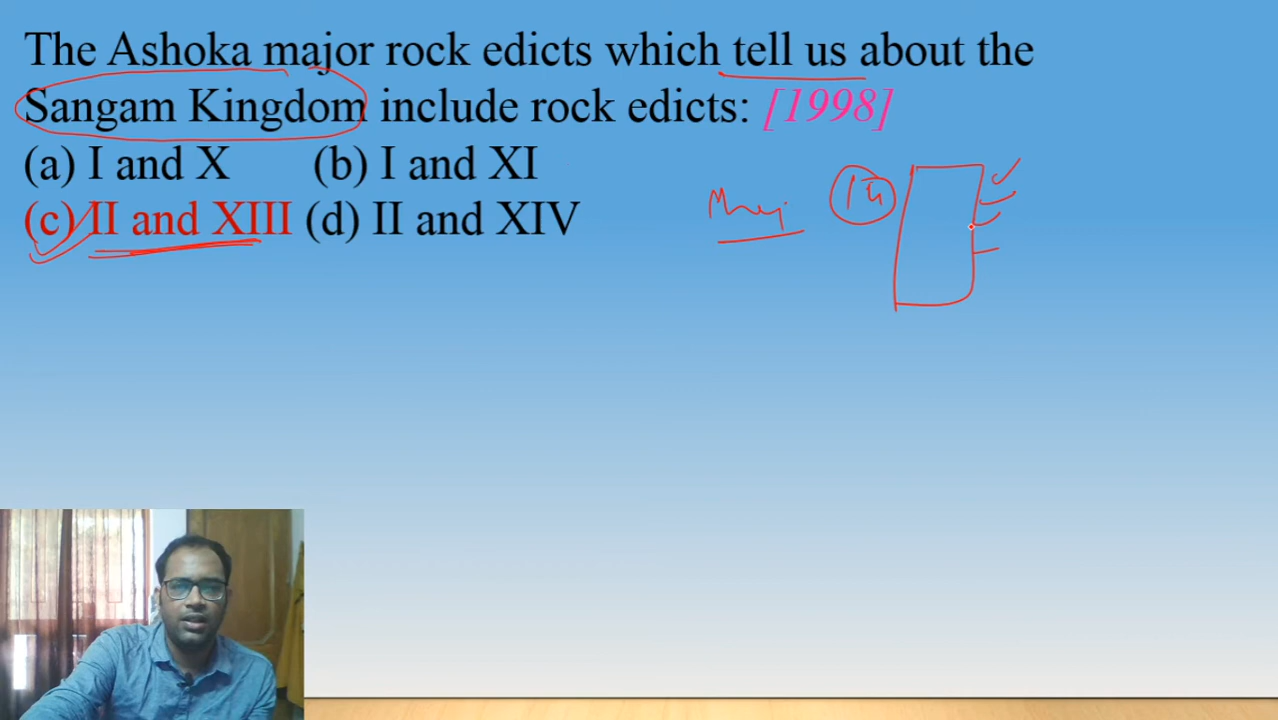 The Ashoka major rock edicts which tell us about the
Sangam Kingdom include rock edicts: [1998]
(a) I and X (b) I and XI
(c) II and XIII (d) II and XIV
14